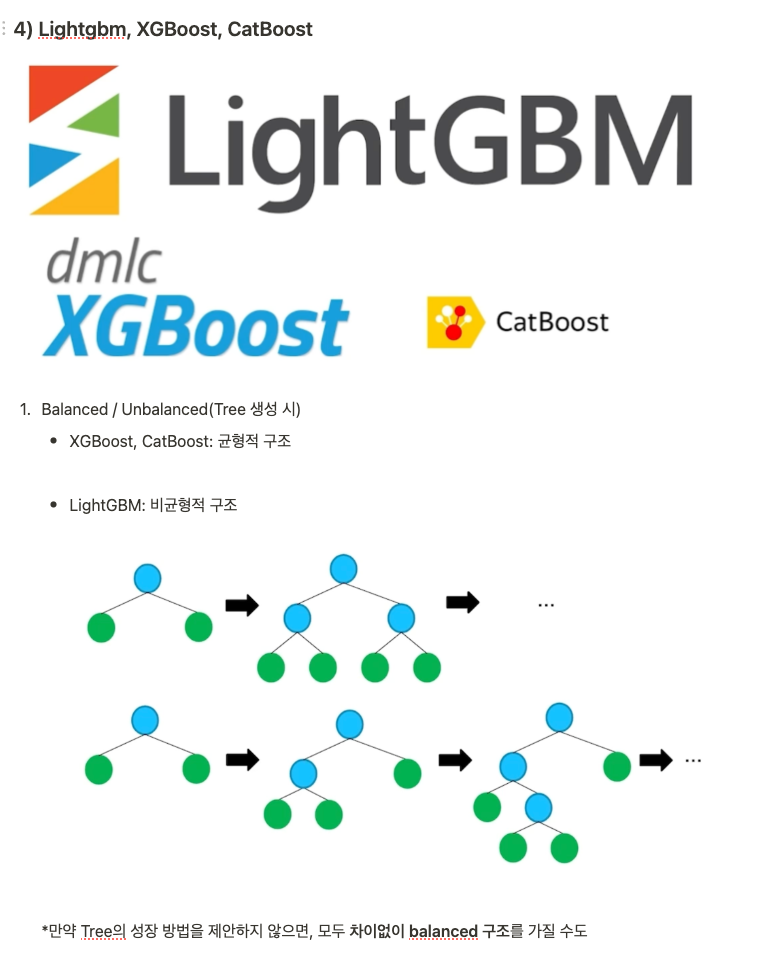 4) Lightgbm, XGBoost, CatBoost
LightGBM
dmlc
XGBoost
CatBoost
1. Balanced / Unbalanced(Tree 생성 시)
• XGBoost, CatBoost: 균형적 구조
• LightGBM: 비균형적 구조
...
...
*만약 Tree의 성장 방법을 제안하지 않으면, 모두 차이없이 balanced 구조를 가질 수도